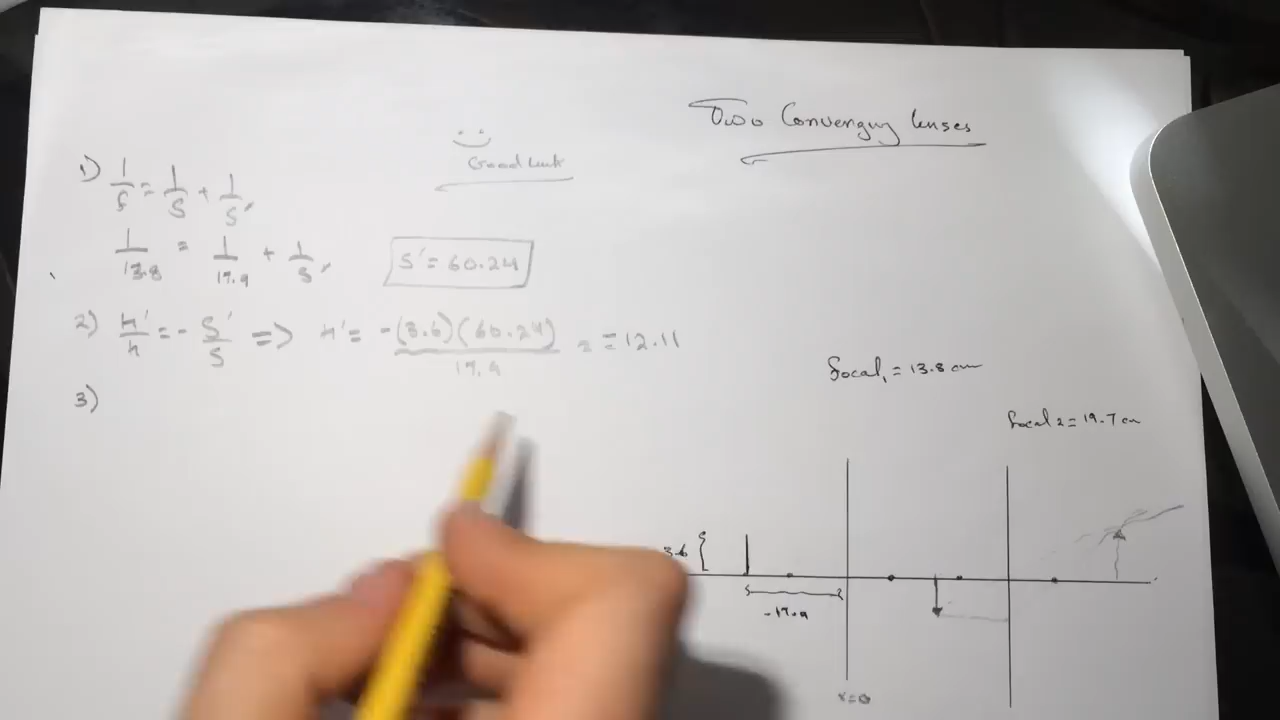 Two Converging lenses
Good Luck
1) 1/f = 1/S + 1/S'
1/13.8 = 1/17.9 + 1/S'
S' = 60.24
2) h'/h = - S'/S => h' = -(3.6)(60.24)/17.9 = = 12.11
3)
focal1 = 13.8 cm
focal2 = 19.7 cm
3.6
-17.9
x=0